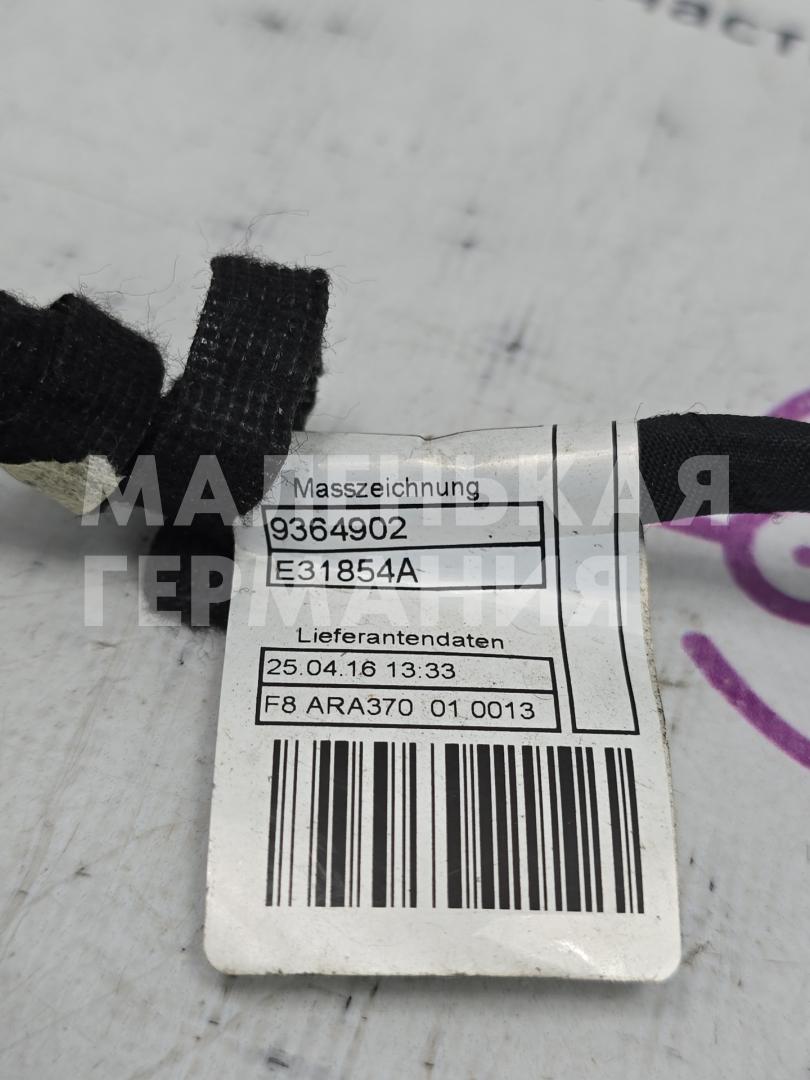 Masszeichnung
9364902
E31854A
Lieferantendaten
25.04.16 13:33
F8 ARA370 01 0013
МАЛЕНЬКАЯ
ГЕРМАНИЯ